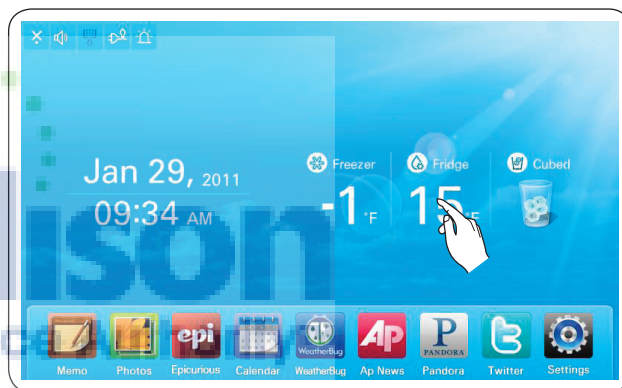 Freezer Fridge Cubed
Jan 29, 2011
-1 °F 15 °F
09:34 AM
epi WeatherBug AP P PANDORA
Memo Photos Epicurious Calendar WeatherBug Ap News Pandora Twitter Settings